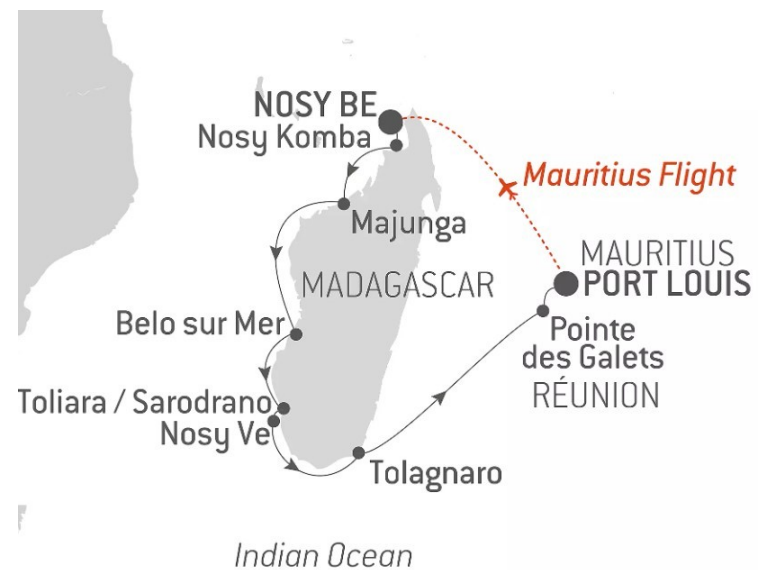 NOSY BE
Nosy Komba
Mauritius Flight
Majunga
MAURITIUS
PORT LOUIS
MADAGASCAR
Belo sur Mer
Pointe
des Galets
RÉUNION
Toliara / Sarodrano
Nosy Ve
Tolagnaro
Indian Ocean